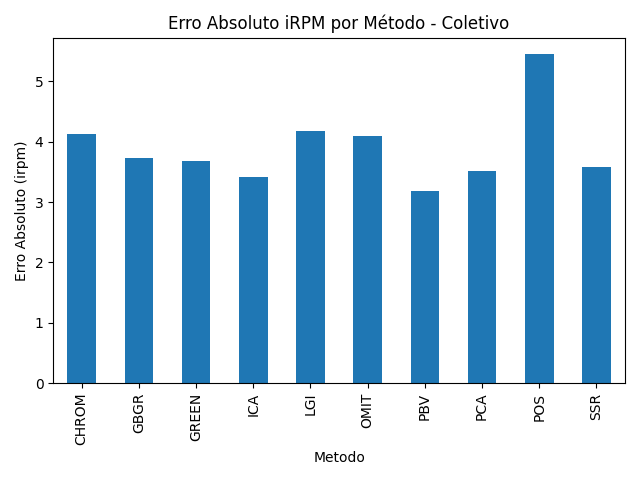 Erro Absoluto iRPM por Método - Coletivo
Erro Absoluto (irpm)
5
4
3
2
1
0
CHROM
GBGR
GREEN
ICA
LGI
OMIT
PBV
PCA
POS
SSR
Metodo